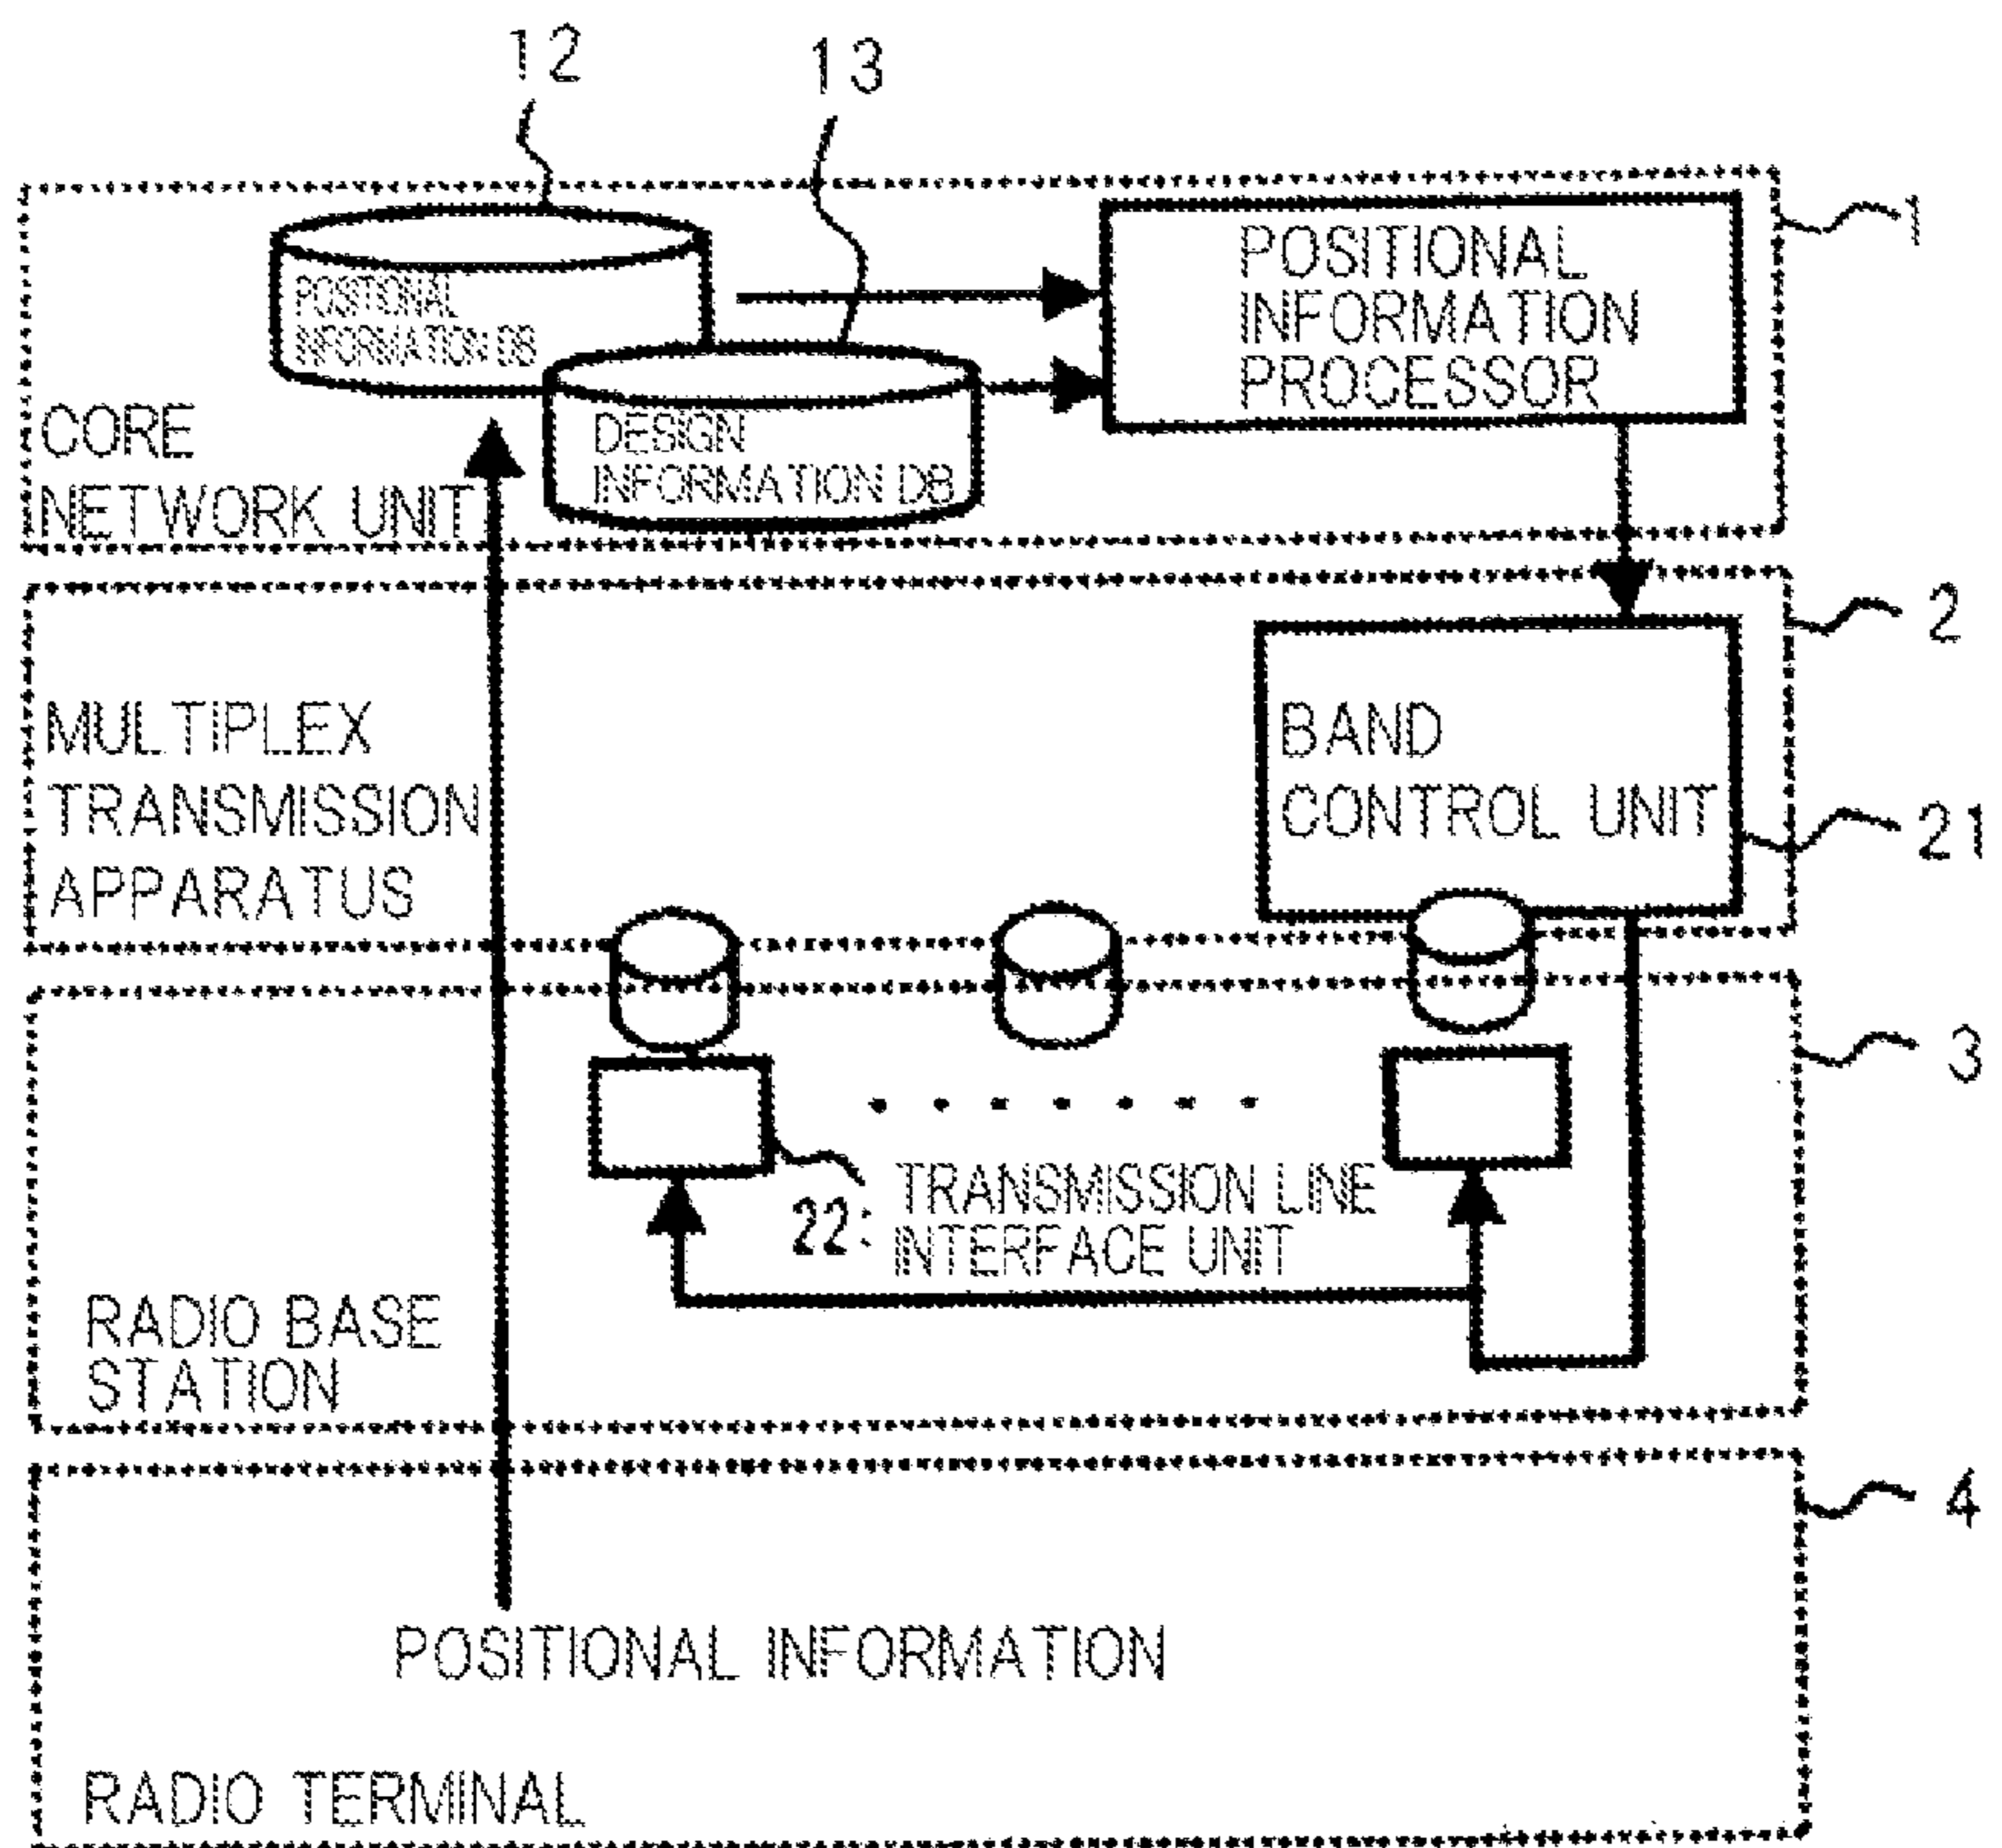 12
13
POSITIONAL
INFORMATION DB
POSITIONAL
INFORMATION
PROCESSOR
1
DESIGN
INFORMATION DB
CORE
NETWORK UNIT
2
MULTIPLEX
TRANSMISSION
APPARATUS
BAND
CONTROL UNIT
21
3
22: TRANSMISSION LINE
INTERFACE UNIT
RADIO BASE
STATION
4
POSITIONAL INFORMATION
RADIO TERMINAL